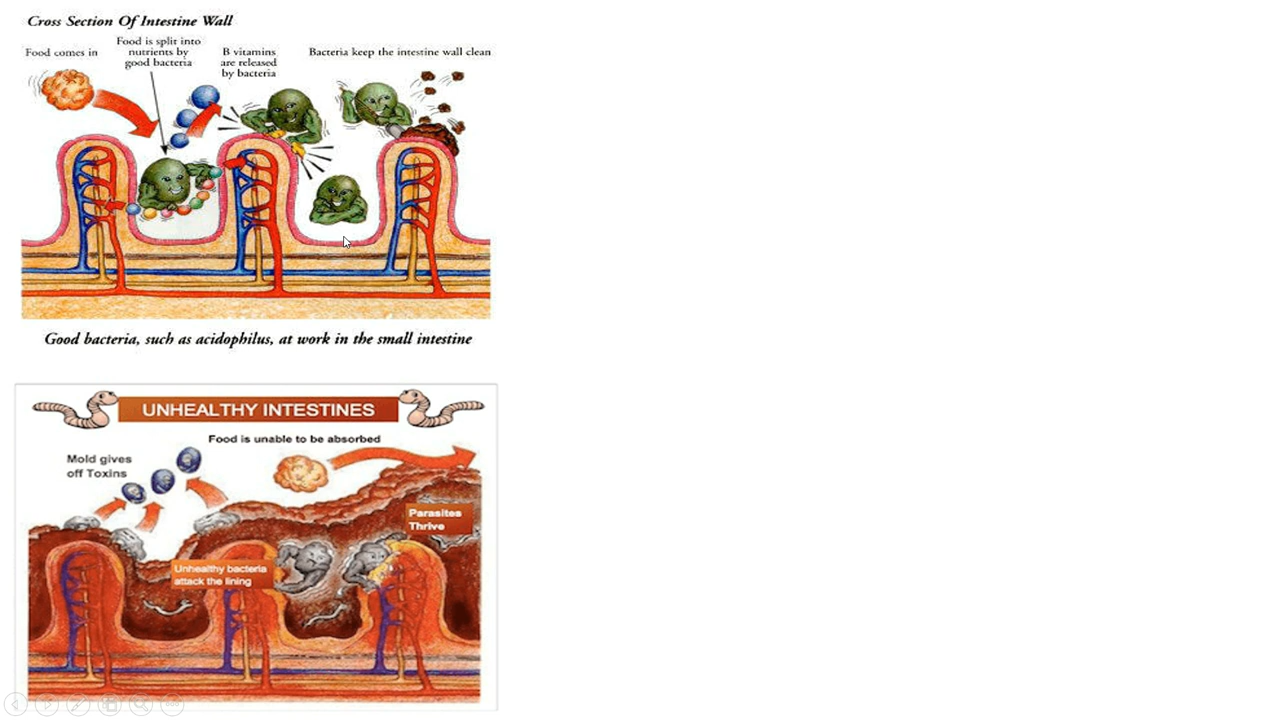 Cross Section Of Intestine Wall
Food comes in
Food is split into
nutrients by
good bacteria
B vitamins
are released
by bacteria
Bacteria keep the intestine wall clean
Good bacteria, such as acidophilus, at work in the small intestine
UNHEALTHY INTESTINES
Food is unable to be absorbed
Mold gives
off Toxins
Parasites
Thrive
Unhealthy bacteria
attack the lining